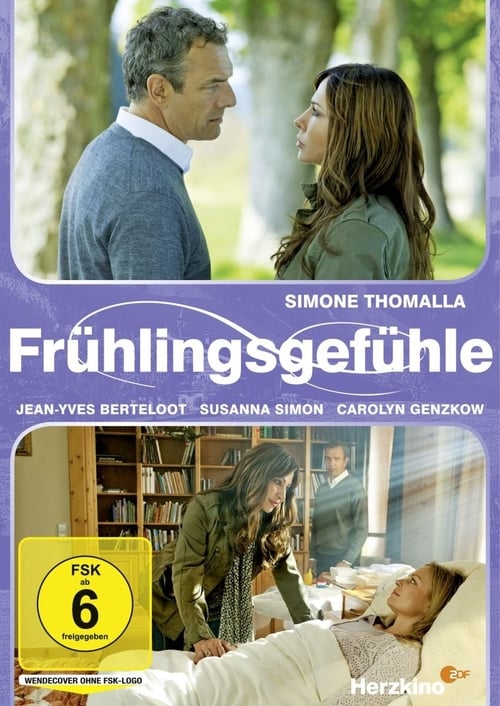 SIMONE THOMALLA
Frühlingsgefühle
JEAN-YVES BERTELOOT SUSANNA SIMON CAROLYN GENZKOW
FSK
ab
6
freigegeben
WENDECOVER OHNE FSK-LOGO
Herzkino ZDF